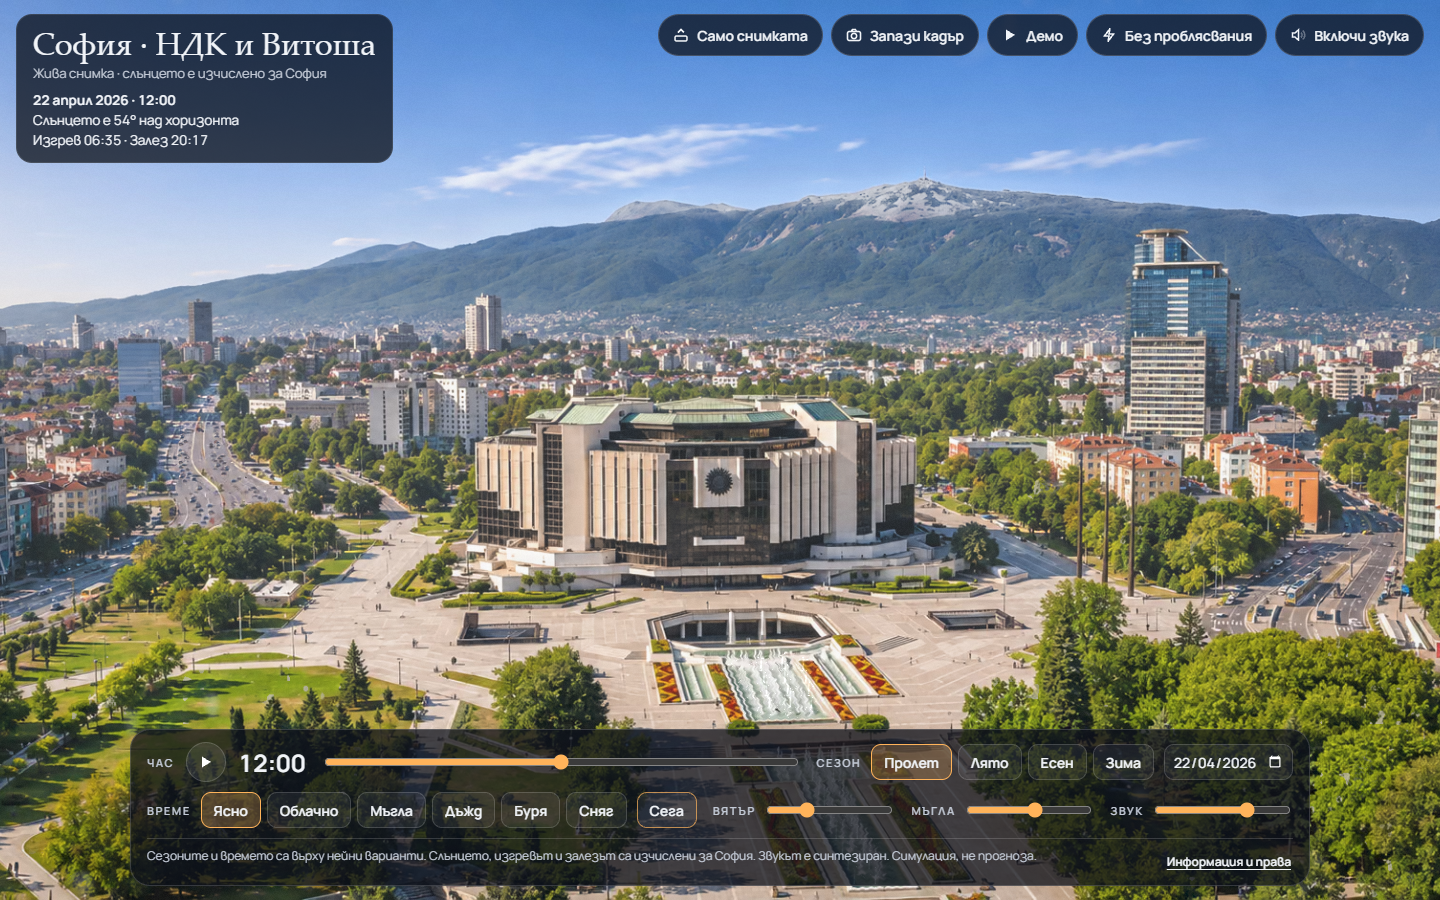 София · НДК и Витоша
Жива снимка · слънцето е изчислено за София
22 април 2026 · 12:00
Слънцето е 54° над хоризонта
Изгрев 06:35 · Залез 20:17
Само снимката
Запази кадър
Демо
Без проблясвания
Включи звука
ЧАС 12:00
СЕЗОН Пролет Лято Есен Зима 22/04/2026
ВРЕМЕ Ясно Облачно Мъгла Дъжд Буря Сняг Сега ВЯТЪР МЪГЛА ЗВУК
Сезоните и времето са върху нейни варианти. Слънцето, изгревът и залезът са изчислени за София. Звукът е синтезиран. Симулация, не прогноза.
Информация и права